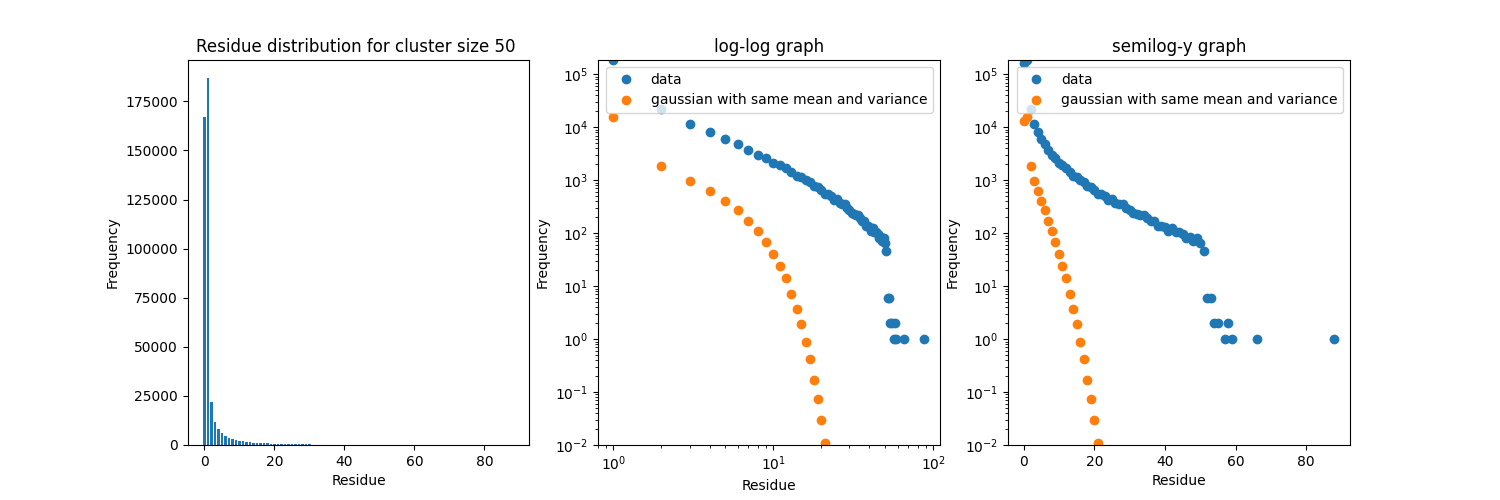 Residue distribution for cluster size 50
175000
150000
125000
100000
75000
50000
25000
0
0 20 40 60 80
Frequency
Residue
log-log graph
data
gaussian with same mean and variance
10^5
10^4
10^3
10^2
10^1
10^0
10^-1
10^-2
10^0 10^1 10^2
Frequency
Residue
semilog-y graph
data
gaussian with same mean and variance
10^5
10^4
10^3
10^2
10^1
10^0
10^-1
10^-2
0 20 40 60 80
Frequency
Residue